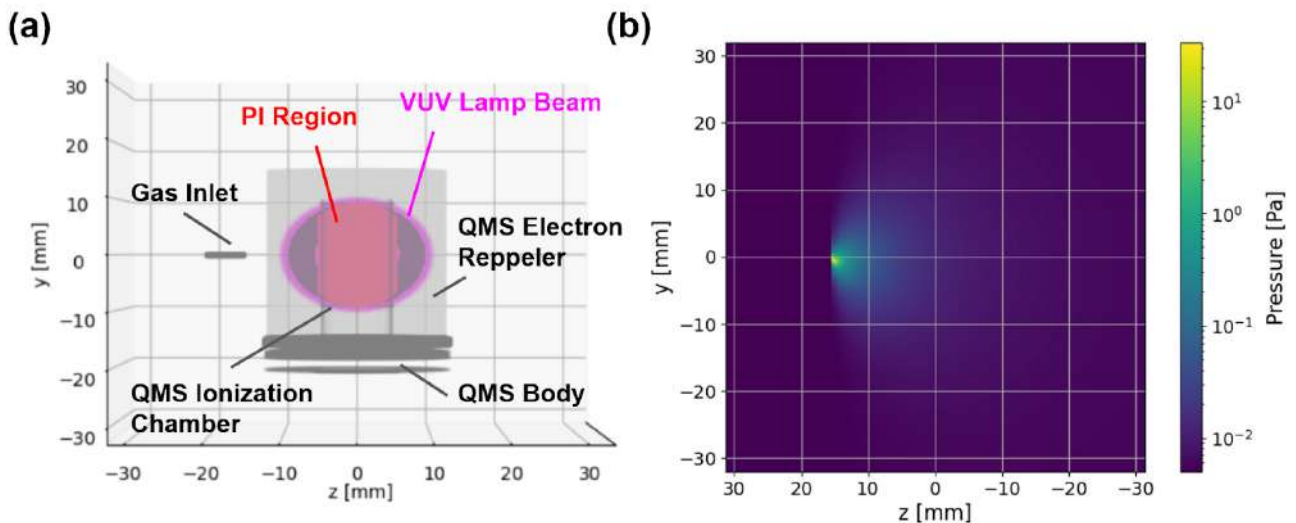 (a)
30
20
10
0
−10
−20
−30
y [mm]
−30
−20
−10
0
10
20
30
z [mm]
PI Region
VUV Lamp Beam
Gas Inlet
QMS Electron
Reppeler
QMS Ionization
Chamber
QMS Body
(b)
30
20
10
0
−10
−20
−30
y [mm]
30
20
10
0
−10
−20
−30
z [mm]
10¹
10⁰
10⁻¹
10⁻²
Pressure [Pa]